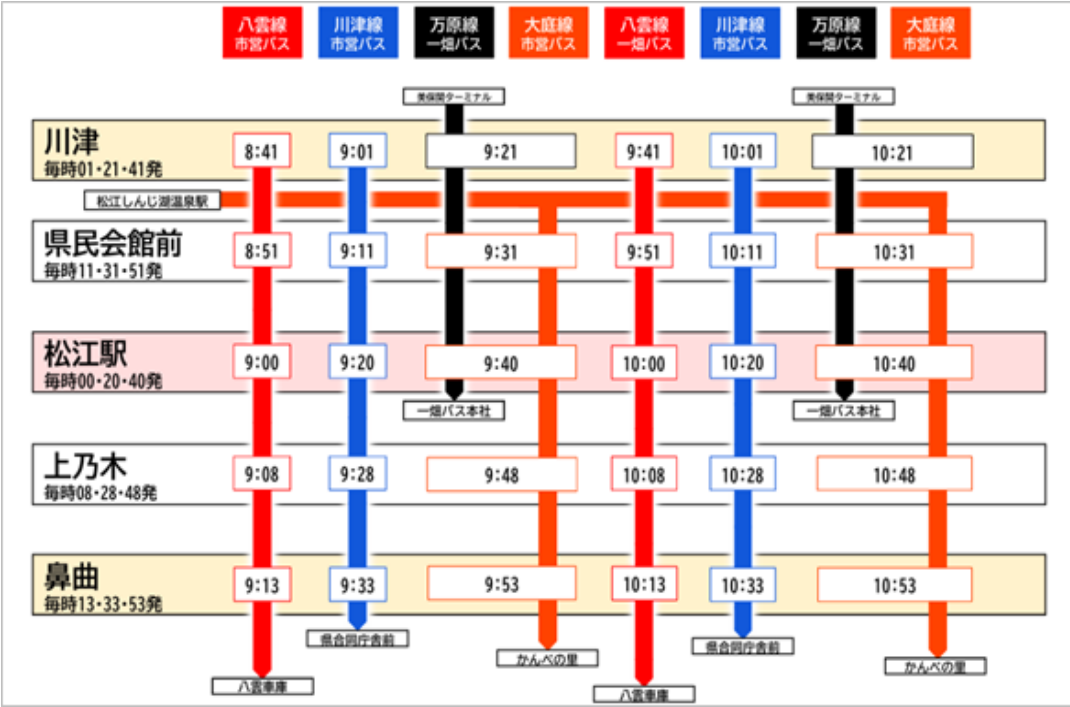 八雲線
市営バス
川津線
市営バス
万原線
一畑バス
大庭線
市営バス
八雲線
一畑バス
川津線
市営バス
万原線
一畑バス
大庭線
市営バス
美保関ターミナル
美保関ターミナル
川津
毎時01・21・41発
8:41
9:01
9:21
9:41
10:01
10:21
松江しんじ湖温泉駅
県民会館前
毎時11・31・51発
8:51
9:11
9:31
9:51
10:11
10:31
松江駅
毎時00・20・40発
9:00
9:20
9:40
10:00
10:20
10:40
一畑バス本社
一畑バス本社
上乃木
毎時08・28・48発
9:08
9:28
9:48
10:08
10:28
10:48
鼻曲
毎時13・33・53発
9:13
9:33
9:53
10:13
10:33
10:53
県合同庁舎前
県合同庁舎前
かんべの里
かんべの里
八雲車庫
八雲車庫